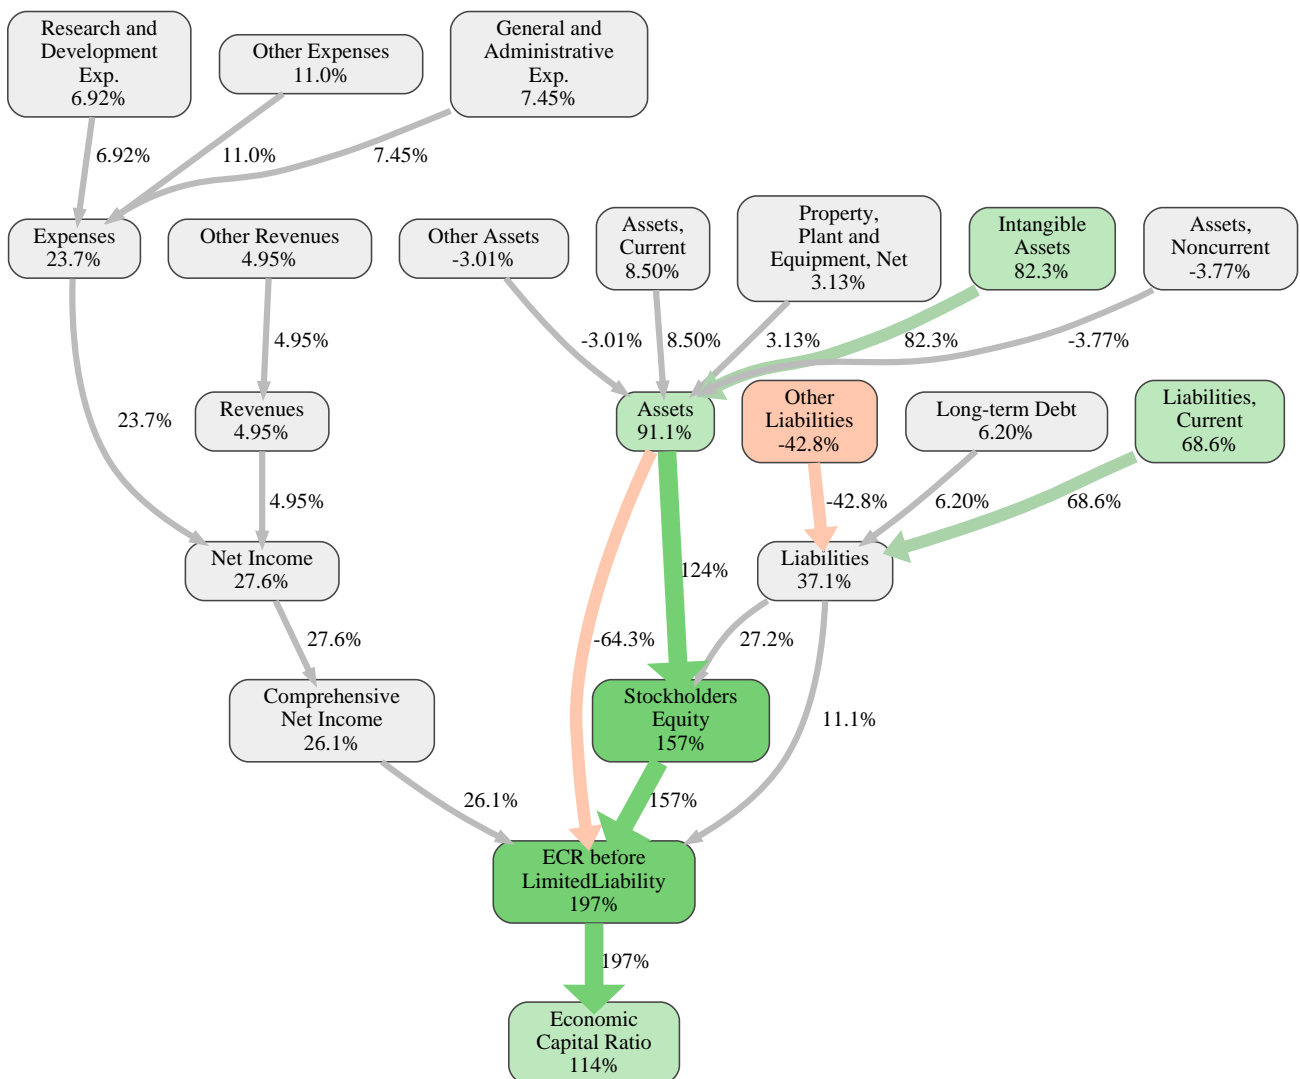 Research and
Development
Exp.
6.92%
Other Expenses
11.0%
General and
Administrative
Exp.
7.45%
6.92%
11.0%
7.45%
Expenses
23.7%
Other Revenues
4.95%
Other Assets
-3.01%
Assets,
Current
8.50%
Property,
Plant and
Equipment, Net
3.13%
Intangible
Assets
82.3%
Assets,
Noncurrent
-3.77%
4.95%
-3.01%
8.50%
3.13%
82.3%
-3.77%
23.7%
Revenues
4.95%
Assets
91.1%
Other
Liabilities
-42.8%
Long-term Debt
6.20%
Liabilities,
Current
68.6%
4.95%
-42.8%
6.20%
68.6%
Net Income
27.6%
124%
Liabilities
37.1%
27.6%
-64.3%
27.2%
Comprehensive
Net Income
26.1%
Stockholders
Equity
157%
11.1%
26.1%
157%
ECR before
LimitedLiability
197%
197%
Economic
Capital Ratio
114%